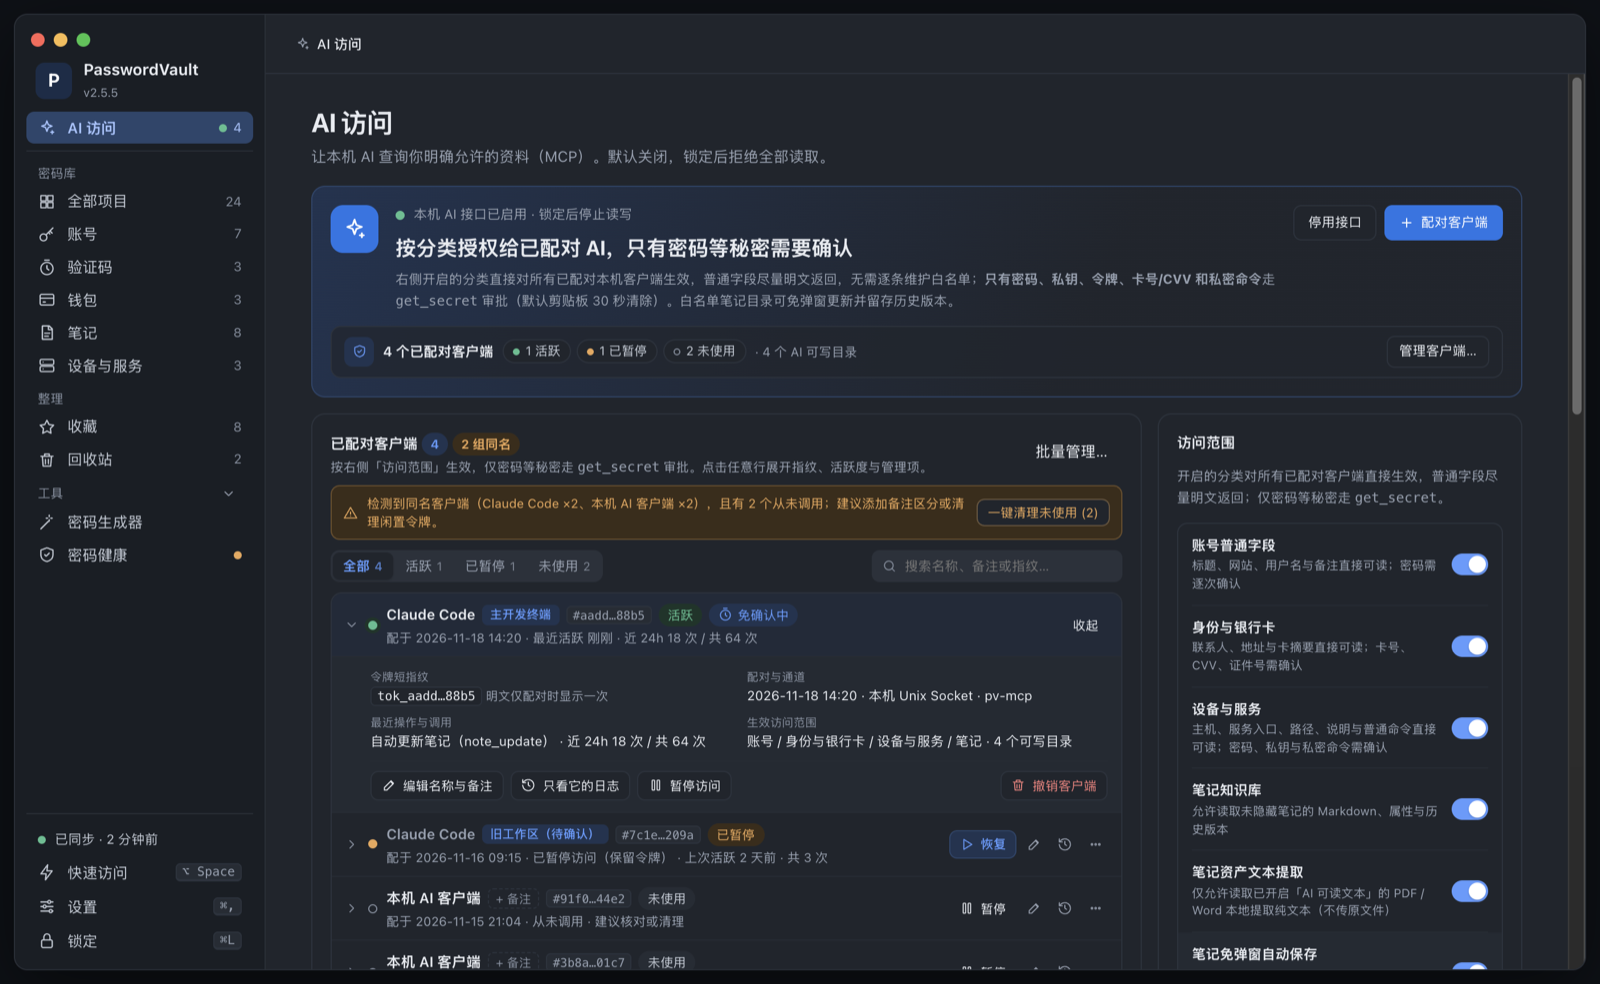 P
PasswordVault
v2.5.5
AI 访问 4
密码库
全部项目 24
账号 7
验证码 3
钱包 3
笔记 8
设备与服务 3
整理
收藏 8
回收站 2
工具
密码生成器
密码健康
已同步 · 2 分钟前
快速访问 ⌥ Space
设置 ⌘,
锁定 ⌘L
AI 访问
AI 访问
让本机 AI 查询你明确允许的资料（MCP）。默认关闭，锁定后拒绝全部读取。
本机 AI 接口已启用 · 锁定后停止读写
停用接口
+ 配对客户端
按分类授权给已配对 AI，只有密码等秘密需要确认
右侧开启的分类直接对所有已配对本机客户端生效，普通字段尽量明文返回，无需逐条维护白名单；只有密码、私钥、令牌、卡号/CVV 和私密命令走
get_secret 审批（默认剪贴板 30 秒清除）。白名单笔记目录可免弹窗更新并留存历史版本。
4 个已配对客户端 1 活跃 1 已暂停 2 未使用 · 4 个 AI 可写目录
管理客户端...
已配对客户端 4 2 组同名
按右侧「访问范围」生效，仅密码等秘密走 get_secret 审批。点击任意行展开指纹、活跃度与管理项。
批量管理...
检测到同名客户端（Claude Code ×2、本机 AI 客户端 ×2），且有 2 个从未调用；建议添加备注区分或清
理闲置令牌。
一键清理未使用 (2)
全部 4 活跃 1 已暂停 1 未使用 2
搜索名称、备注或指纹...
Claude Code 主开发终端 #aadd…88b5 活跃 免确认中
配于 2026-11-18 14:20 · 最近活跃 刚刚 · 近 24h 18 次 / 共 64 次
收起
令牌短指纹
tok_aadd…88b5 明文仅配对时显示一次
配对与通道
2026-11-18 14:20 · 本机 Unix Socket · pv-mcp
最近操作与调用
自动更新笔记（note_update） · 近 24h 18 次 / 共 64 次
生效访问范围
账号 / 身份与银行卡 / 设备与服务 / 笔记 · 4 个可写目录
编辑名称与备注 只看它的日志 暂停访问 撤销客户端
Claude Code 旧工作区（待确认） #7c1e…209a 已暂停
配于 2026-11-16 09:15 · 已暂停访问（保留令牌） · 上次活跃 2 天前 · 共 3 次
恢复
本机 AI 客户端 + 备注 #91f0…44e2 未使用
配于 2026-11-15 21:04 · 从未调用 · 建议核对或清理
暂停
本机 AI 客户端 + 备注 #3b8a…01c7 未使用
访问范围
开启的分类对所有已配对客户端直接生效，普通字段尽
量明文返回；仅密码等秘密走 get_secret。
账号普通字段
标题、网站、用户名与备注直接可读；密码需
逐次确认
身份与银行卡
联系人、地址与卡摘要直接可读；卡号、
CVV、证件号需确认
设备与服务
主机、服务入口、路径、说明与普通命令直接
可读；密码、私钥与私密命令需确认
笔记知识库
允许读取未隐藏笔记的 Markdown、属性与历
史版本
笔记资产文本提取
仅允许读取已开启「AI 可读文本」的 PDF /
Word 本地提取纯文本（不传原文件）
笔记免弹窗自动保存